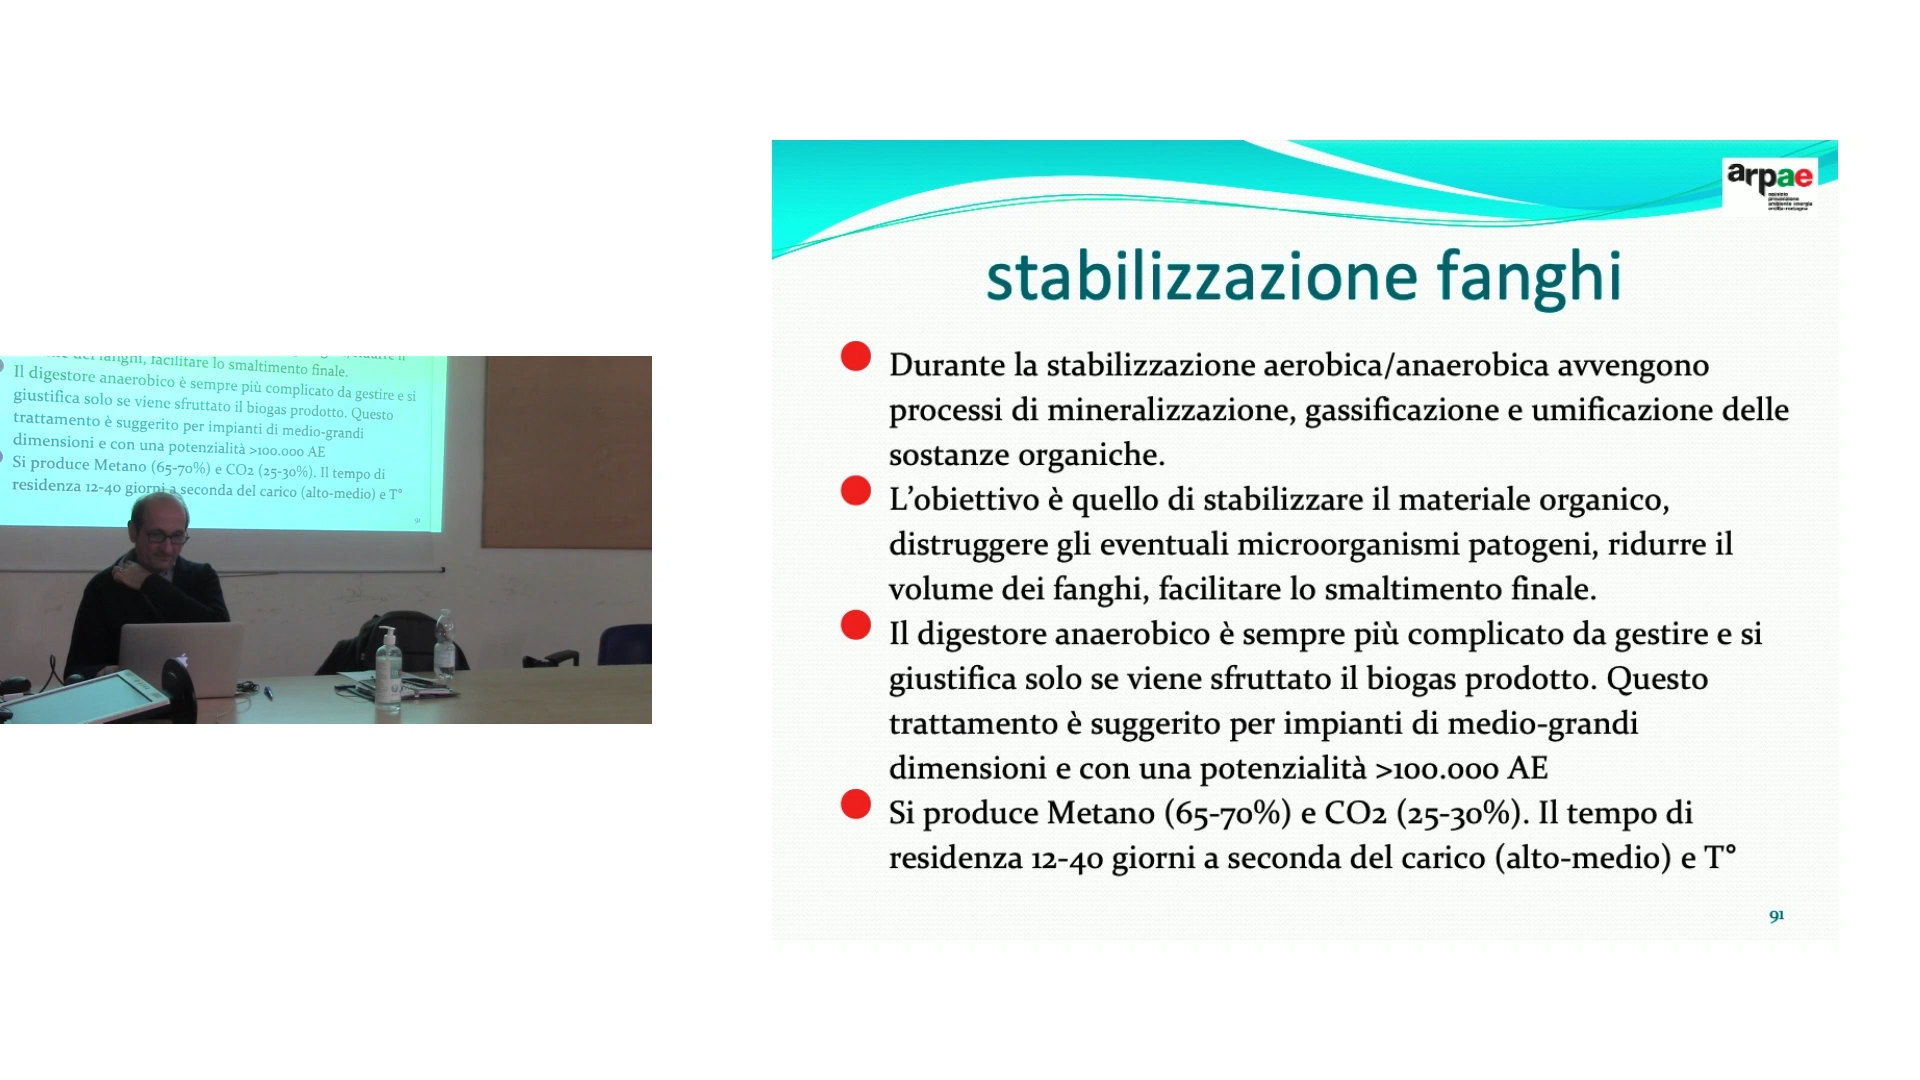 facilitare lo smaltimento finale.
Il digestore anaerobico è sempre più complicato da gestire e si
giustifica solo se viene sfruttato il biogas prodotto. Questo
trattamento è suggerito per impianti di medio-grandi
dimensioni e con una potenzialità >100.000 AE
Si produce Metano (65-70%) e CO2 (25-30%). Il tempo di
residenza 12-40 giorni a seconda del carico (alto-medio) e T°
91
arpae
stabilizzazione fanghi
Durante la stabilizzazione aerobica/anaerobica avvengono
processi di mineralizzazione, gassificazione e umificazione delle
sostanze organiche.
L’obiettivo è quello di stabilizzare il materiale organico,
distruggere gli eventuali microorganismi patogeni, ridurre il
volume dei fanghi, facilitare lo smaltimento finale.
Il digestore anaerobico è sempre più complicato da gestire e si
giustifica solo se viene sfruttato il biogas prodotto. Questo
trattamento è suggerito per impianti di medio-grandi
dimensioni e con una potenzialità >100.000 AE
Si produce Metano (65-70%) e CO2 (25-30%). Il tempo di
residenza 12-40 giorni a seconda del carico (alto-medio) e T°
91